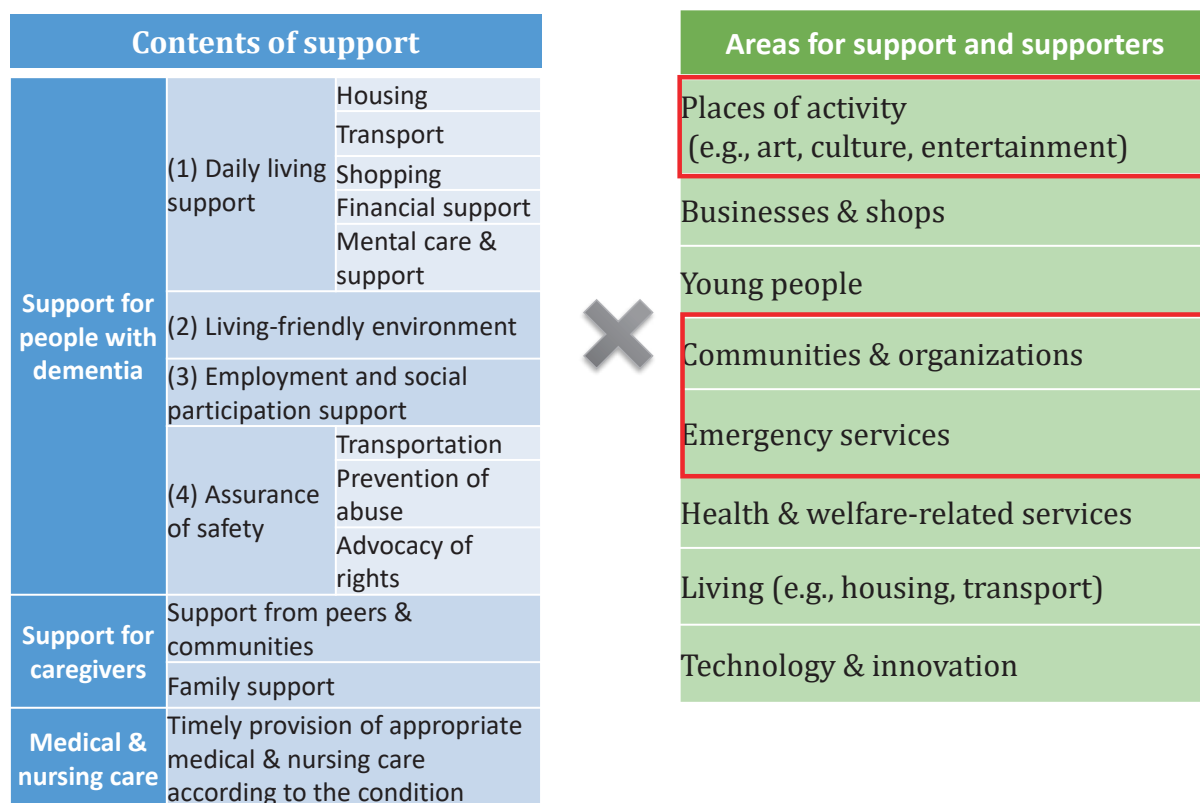 Contents of support
Support for
people with
dementia
(1) Daily living
support
Housing
Transport
Shopping
Financial support
Mental care &
support
(2) Living-friendly environment
(3) Employment and social
participation support
(4) Assurance
of safety
Transportation
Prevention of
abuse
Advocacy of
rights
Support for
caregivers
Support from peers &
communities
Family support
Medical &
nursing care
Timely provision of appropriate
medical & nursing care
according to the condition
Areas for support and supporters
Places of activity
(e.g., art, culture, entertainment)
Businesses & shops
Young people
Communities & organizations
Emergency services
Health & welfare-related services
Living (e.g., housing, transport)
Technology & innovation